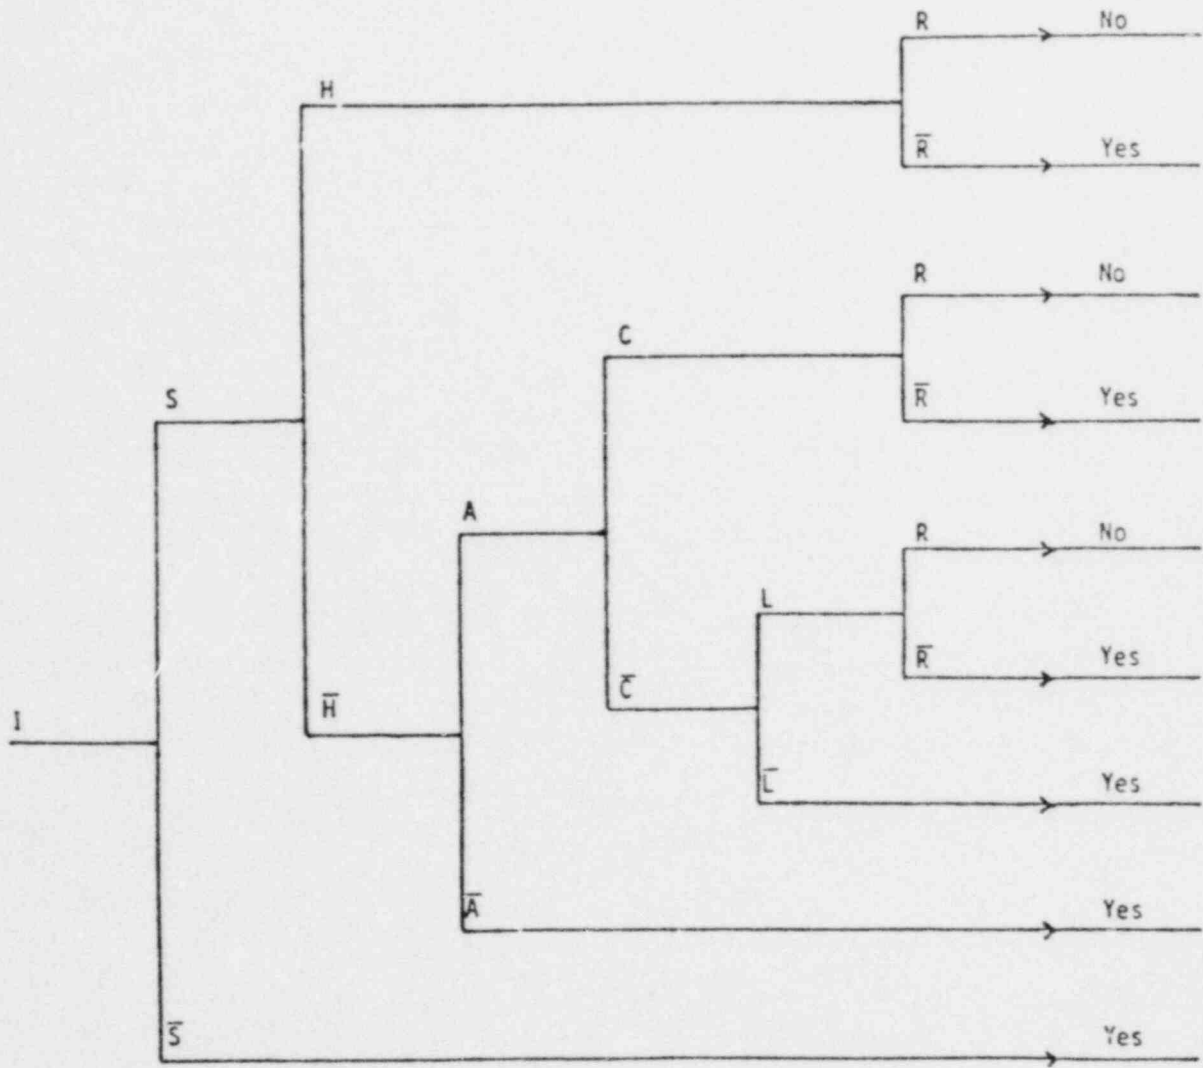 R No
H
R̅ Yes
R No
C
R̅ Yes
S
A
R No
L
R̅ Yes
C̅
H̅
I
L̅ Yes
A̅ Yes
S̅ Yes